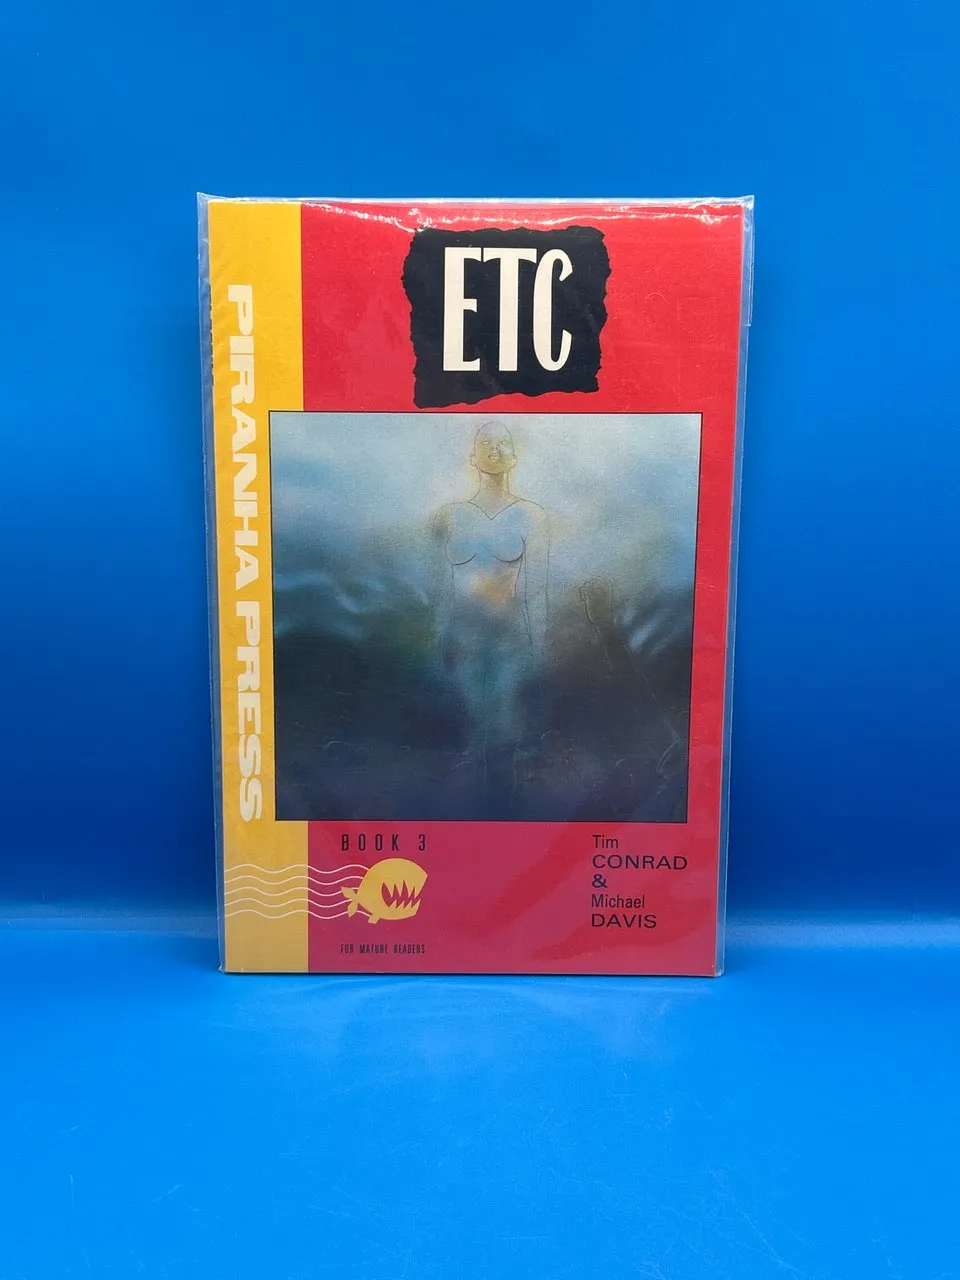 ETC
PIRANHA PRESS
BOOK 3
FOR MATURE READERS
Tim
CONRAD
&
Michael
DAVIS